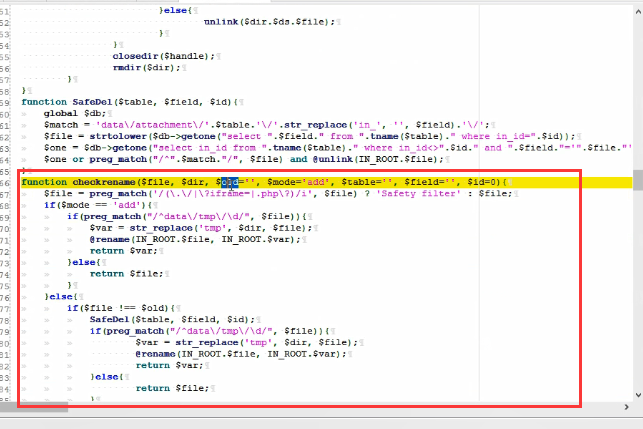 51 }else{
52 unlink($dir.ds.$file);
53 }
54 }
55 closedir($handle);
56 rmdir($dir);
57 }
58 }
59 function SafeDel($table, $field, $id){
60 global $db;
61 $match = 'data\/attachment\/'.$table.'\/'.str_replace('in_', '', $field).'\/';
62 $file = strtolower($db->getone("select ".$field." from ".tname($table)." where in_id=".$id));
63 $one = $db->getone("select in_id from ".tname($table)." where in_id<>".$id." and ".$field."='".$file."'"
64 $one or preg_match("/^".$match."/", $file) and @unlink(IN_ROOT.$file);
65 }
66 function checkrename($file, $dir, $old='', $mode='add', $table='', $field='', $id=0){
67 $file = preg_match('/(\.\/|\?iframe=|.php\?)/i', $file) ? 'Safety filter' : $file;
68 if($mode == 'add'){
69 if(preg_match("/^data\/tmp\/\d/", $file)){
70 $var = str_replace('tmp', $dir, $file);
71 @rename(IN_ROOT.$file, IN_ROOT.$var);
72 return $var;
73 }else{
74 return $file;
75 }
76 }else{
77 if($file !== $old){
78 SafeDel($table, $field, $id);
79 if(preg_match("/^data\/tmp\/\d/", $file)){
80 $var = str_replace('tmp', $dir, $file);
81 @rename(IN_ROOT.$file, IN_ROOT.$var);
82 return $var;
83 }else{
84 return $file;
85 }